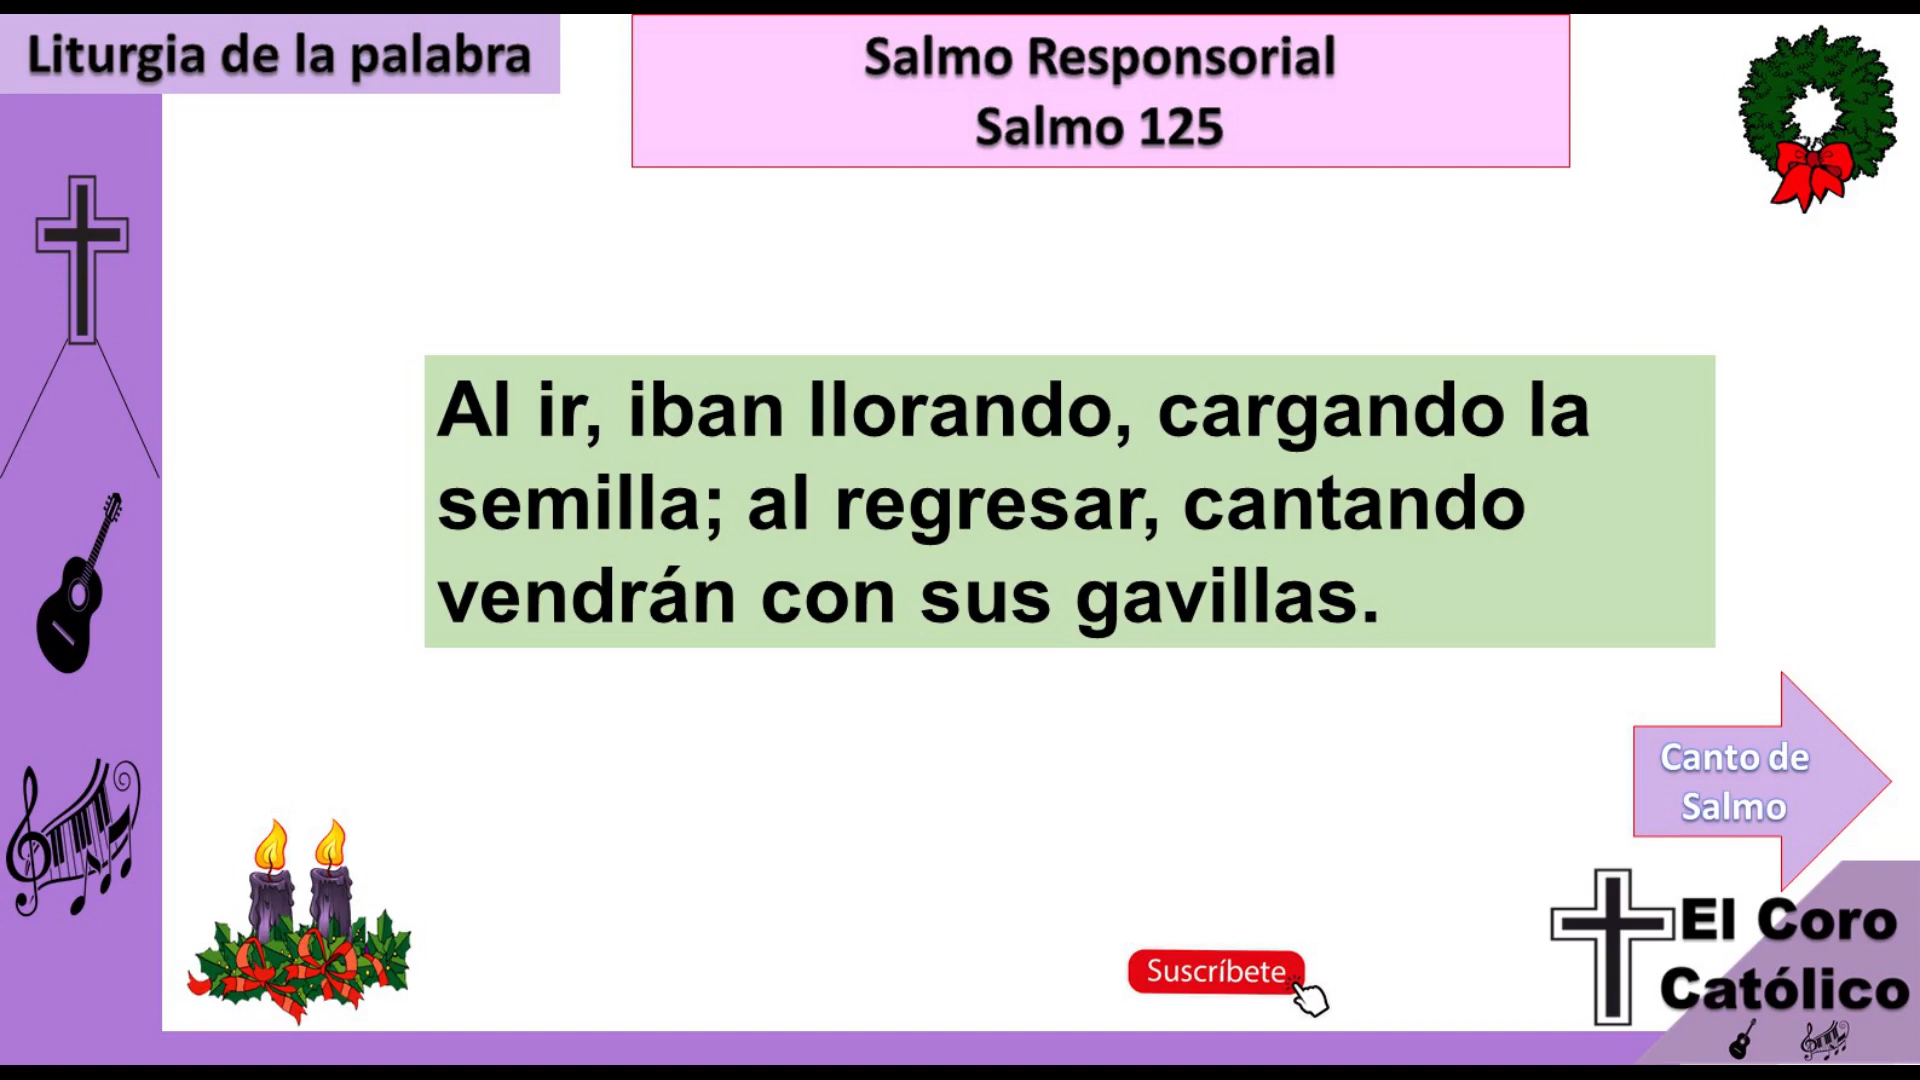 Liturgia de la palabra
Salmo Responsorial
Salmo 125
Al ir, iban llorando, cargando la
semilla; al regresar, cantando
vendrán con sus gavillas.
Canto de
Salmo
Suscríbete
El Coro
Católico